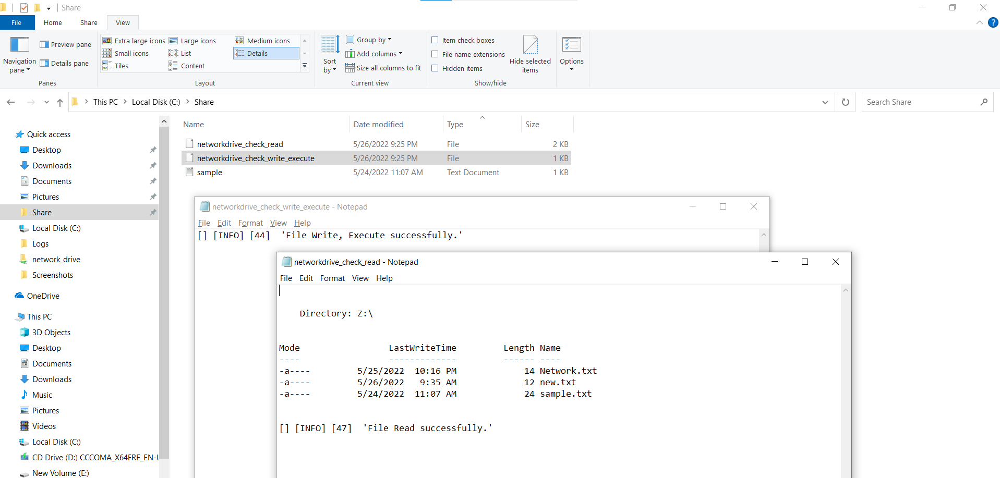 Share
File Home Share View
Navigation pane
Preview pane
Details pane
Panes
Extra large icons Large icons Medium icons
Small icons List Details
Tiles Content
Layout
Sort by
Group by
Add columns
Size all columns to fit
Current view
Item check boxes
File name extensions
Hidden items
Hide selected items
Show/hide
Options
?
This PC > Local Disk (C:) > Share
Search Share
Quick access
Desktop
Downloads
Documents
Pictures
Share
Local Disk (C:)
Logs
network_drive
Screenshots
OneDrive
This PC
3D Objects
Desktop
Documents
Downloads
Music
Pictures
Videos
Local Disk (C:)
CD Drive (D:) CCCOMA_X64FRE_EN-U
New Volume (E:)
Name Date modified Type Size
networkdrive_check_read 5/26/2022 9:25 PM File 2 KB
networkdrive_check_write_execute 5/26/2022 9:25 PM File 1 KB
sample 5/24/2022 11:07 AM Text Document 1 KB
networkdrive_check_write_execute - Notepad
File Edit Format View Help
[] [INFO] [44]  'File Write, Execute successfully.'
networkdrive_check_read - Notepad
File Edit Format View Help
Directory: Z:\
Mode LastWriteTime Length Name
---- ------------- ------ ----
-a---- 5/25/2022 10:16 PM 14 Network.txt
-a---- 5/26/2022 9:35 AM 12 new.txt
-a---- 5/24/2022 11:07 AM 24 sample.txt
[] [INFO] [47]  'File Read successfully.'